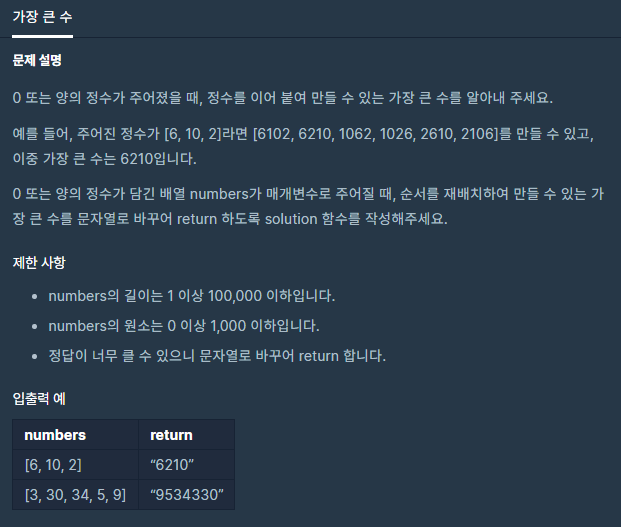 가장 큰 수
문제 설명
0 또는 양의 정수가 주어졌을 때, 정수를 이어 붙여 만들 수 있는 가장 큰 수를 알아내 주세요.
예를 들어, 주어진 정수가 [6, 10, 2]라면 [6102, 6210, 1062, 1026, 2610, 2106]를 만들 수 있고,
이중 가장 큰 수는 6210입니다.
0 또는 양의 정수가 담긴 배열 numbers가 매개변수로 주어질 때, 순서를 재배치하여 만들 수 있는 가
장 큰 수를 문자열로 바꾸어 return 하도록 solution 함수를 작성해주세요.
제한 사항
• numbers의 길이는 1 이상 100,000 이하입니다.
• numbers의 원소는 0 이상 1,000 이하입니다.
• 정답이 너무 클 수 있으니 문자열로 바꾸어 return 합니다.
입출력 예
numbers return
[6, 10, 2] “6210”
[3, 30, 34, 5, 9] “9534330”